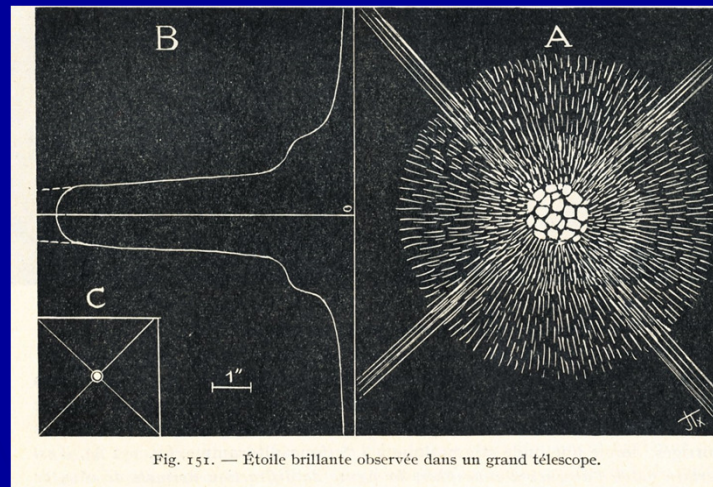 B
A
0
C
1"
Fig. 151. — Étoile brillante observée dans un grand télescope.